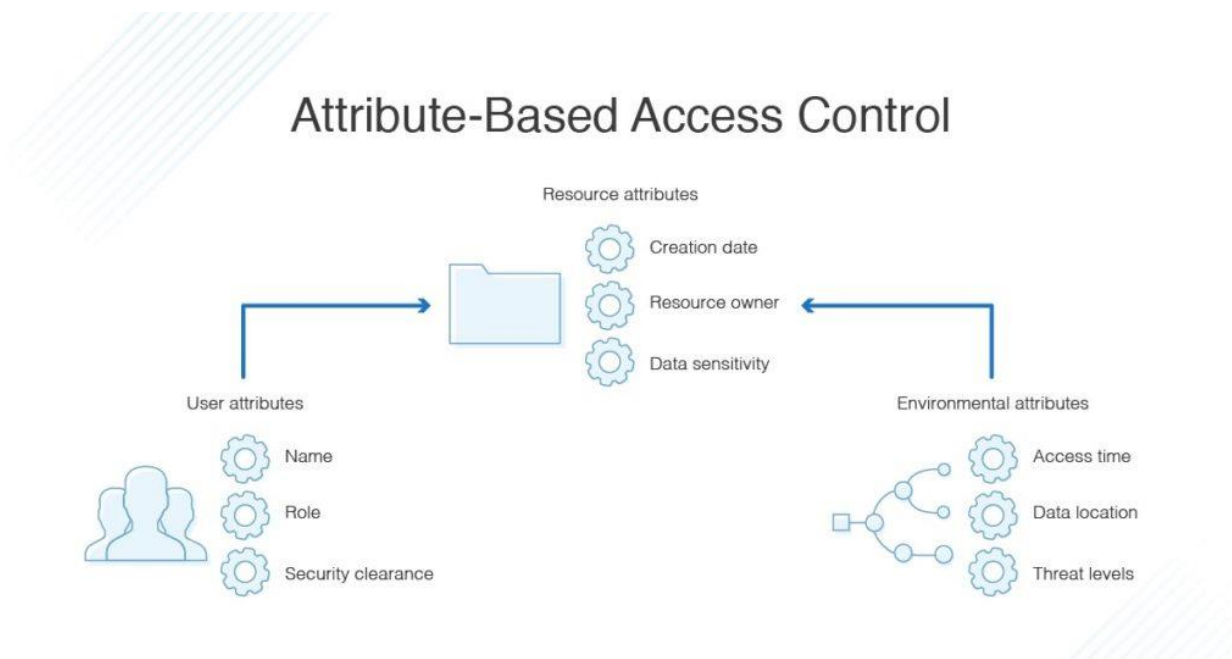 Attribute-Based Access Control
Resource attributes
Creation date
Resource owner
Data sensitivity
User attributes
Name
Role
Security clearance
Environmental attributes
Access time
Data location
Threat levels